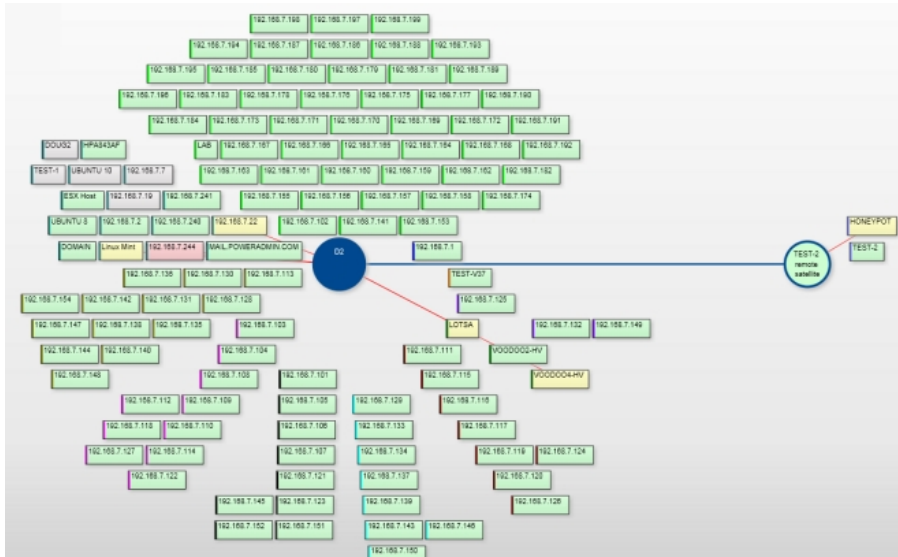 192.168.7.198 192.168.7.197 192.168.7.199
192.168.7.194 192.168.7.187 192.168.7.186 192.168.7.188 192.168.7.193
192.168.7.195 192.168.7.185 192.168.7.180 192.168.7.179 192.168.7.181 192.168.7.189
192.168.7.196 192.168.7.183 192.168.7.178 192.168.7.176 192.168.7.175 192.168.7.177 192.168.7.190
192.168.7.184 192.168.7.173 192.168.7.171 192.168.7.170 192.168.7.169 192.168.7.172 192.168.7.191
DOUG2 HPA843AF LAB 192.168.7.167 192.168.7.166 192.168.7.165 192.168.7.164 192.168.7.168 192.168.7.192
TEST-1 UBUNTU 10 192.168.7.7 192.168.7.163 192.168.7.161 192.168.7.160 192.168.7.159 192.168.7.162 192.168.7.182
ESX Host 192.168.7.19 192.168.7.241 192.168.7.155 192.168.7.156 192.168.7.157 192.168.7.158 192.168.7.174
UBUNTU 8 192.168.7.2 192.168.7.22 192.168.7.102 192.168.7.141 192.168.7.153 HONEYPOT
DOMAIN Linux Mint 192.168.7.244 MAIL.POWERADMIN.COM D2 192.168.7.1 TEST-2
remote
satellite
TEST-2
192.168.7.136 192.168.7.130 192.168.7.113 TEST-V37
192.168.7.154 192.168.7.142 192.168.7.131 192.168.7.128 192.168.7.125
192.168.7.147 192.168.7.138 192.168.7.135 192.168.7.103 LOTSA 192.168.7.132 192.168.7.149
192.168.7.144 192.168.7.140 192.168.7.104 192.168.7.111 VOODOO2-HV
192.168.7.148 192.168.7.108 192.168.7.101 192.168.7.115 VOODOO4-HV
192.168.7.112 192.168.7.109 192.168.7.105 192.168.7.129 192.168.7.116
192.168.7.118 192.168.7.110 192.168.7.106 192.168.7.133 192.168.7.117
192.168.7.127 192.168.7.114 192.168.7.107 192.168.7.134 192.168.7.119 192.168.7.124
192.168.7.122 192.168.7.121 192.168.7.137
192.168.7.145 192.168.7.123 192.168.7.139 192.168.7.126
192.168.7.152 192.168.7.151 192.168.7.143 192.168.7.146
192.168.7.150